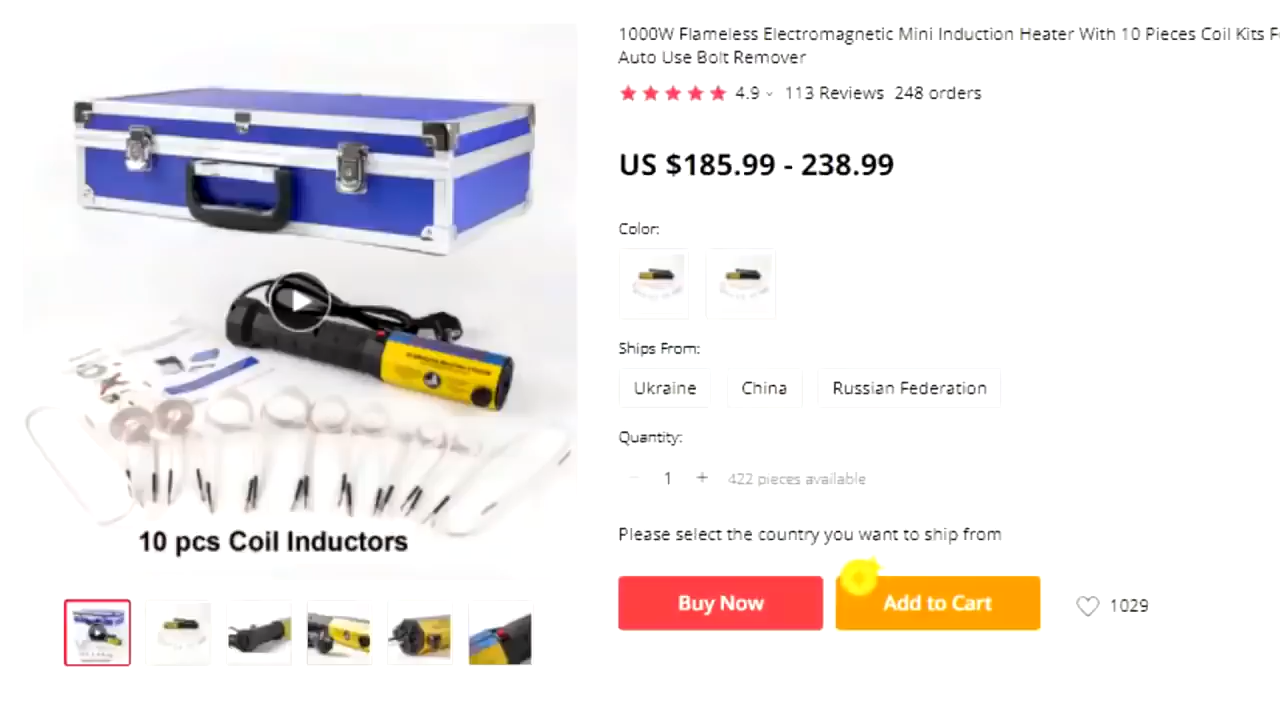 1000W Flameless Electromagnetic Mini Induction Heater With 10 Pieces Coil Kits F
Auto Use Bolt Remover
4.9 113 Reviews 248 orders
US $185.99 - 238.99
Color:
Ships From:
Ukraine China Russian Federation
Quantity:
1 + 422 pieces available
Please select the country you want to ship from
Buy Now Add to Cart 1029
10 pcs Coil Inductors